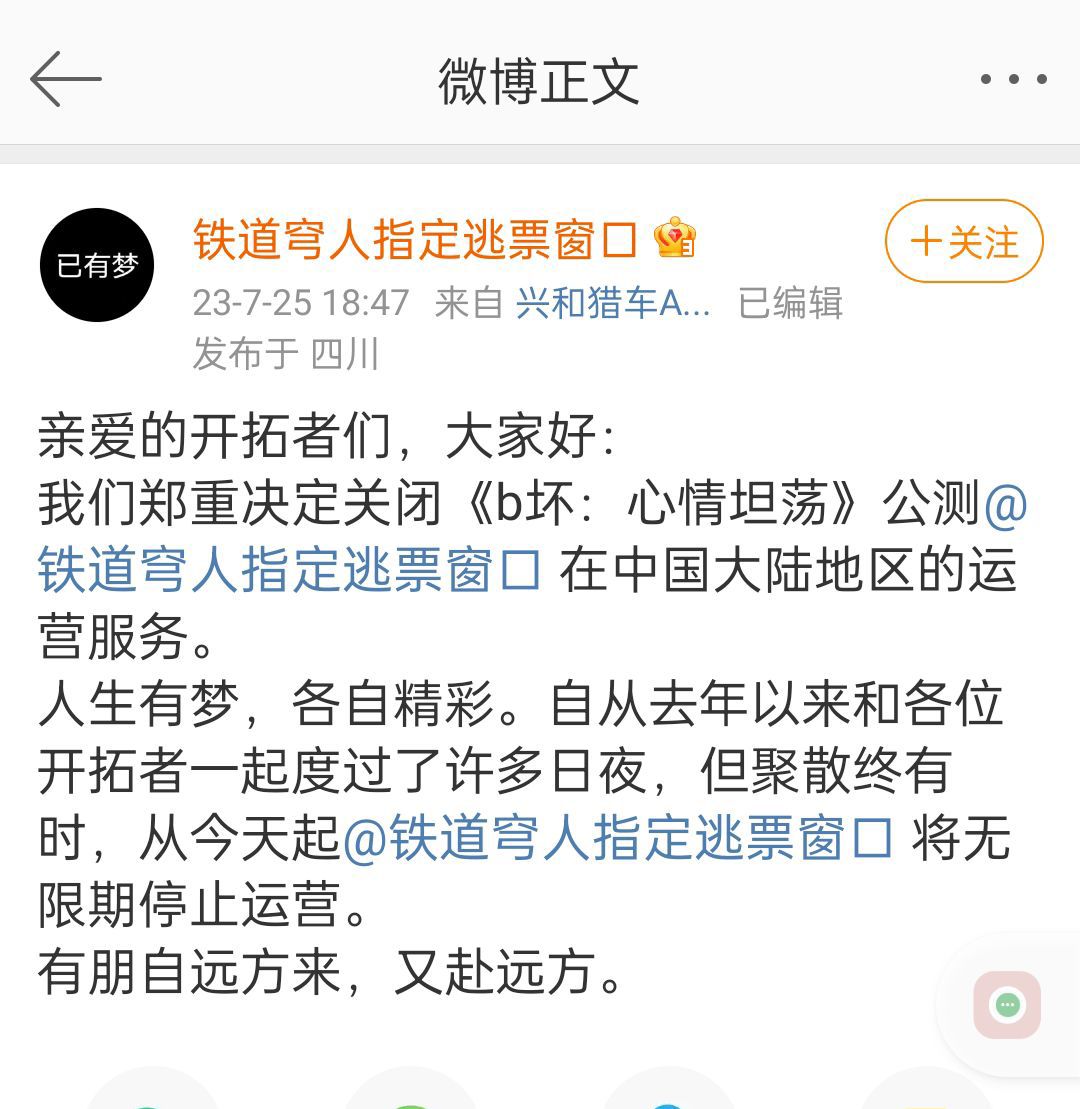 微博正文
已有梦
铁道穹人指定逃票窗口
+关注
23-7-25 18:47 来自 兴和猎车A... 已编辑
发布于 四川
亲爱的开拓者们，大家好：
我们郑重决定关闭《b坏：心情坦荡》公测@
铁道穹人指定逃票窗口 在中国大陆地区的运
营服务。
人生有梦，各自精彩。自从去年以来和各位
开拓者一起度过了许多日夜，但聚散终有
时，从今天起@铁道穹人指定逃票窗口 将无
限期停止运营。
有朋自远方来，又赴远方。